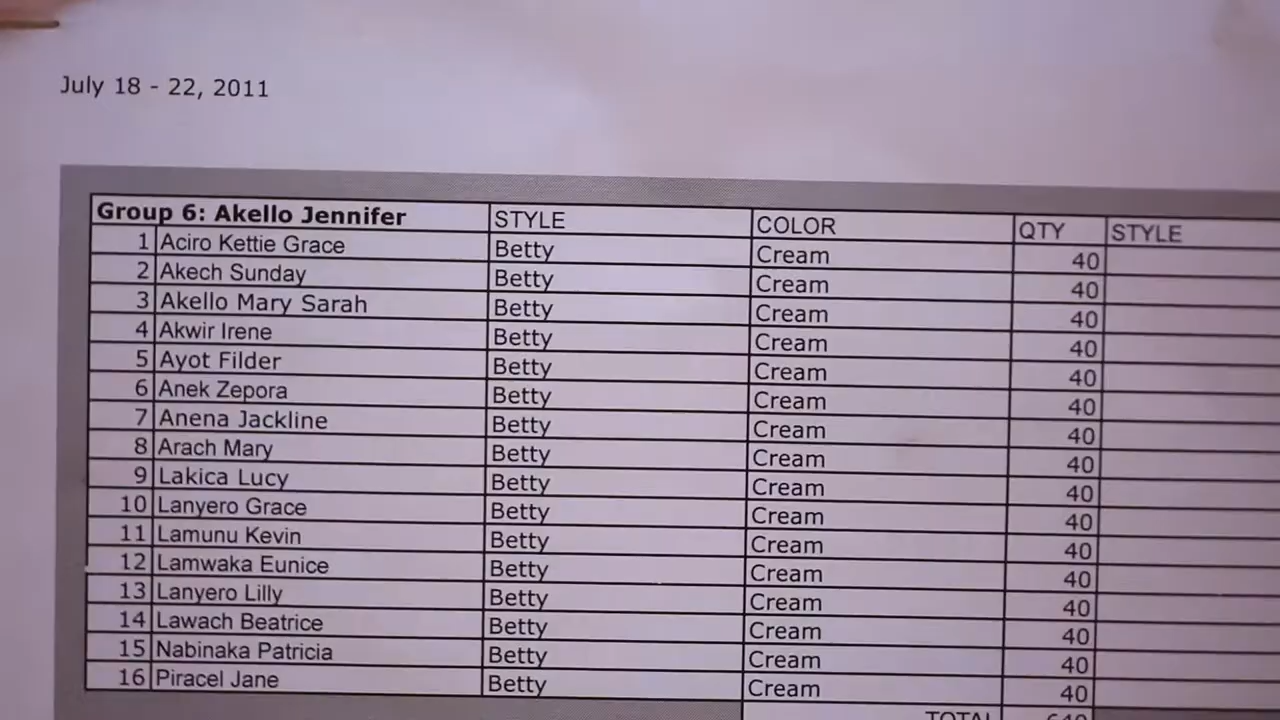 July 18 - 22, 2011
Group 6: Akello Jennifer STYLE COLOR QTY STYLE
1 Aciro Kettie Grace Betty Cream 40
2 Akech Sunday Betty Cream 40
3 Akello Mary Sarah Betty Cream 40
4 Akwir Irene Betty Cream 40
5 Ayot Filder Betty Cream 40
6 Anek Zepora Betty Cream 40
7 Anena Jackline Betty Cream 40
8 Arach Mary Betty Cream 40
9 Lakica Lucy Betty Cream 40
10 Lanyero Grace Betty Cream 40
11 Lamunu Kevin Betty Cream 40
12 Lamwaka Eunice Betty Cream 40
13 Lanyero Lilly Betty Cream 40
14 Lawach Beatrice Betty Cream 40
15 Nabinaka Patricia Betty Cream 40
16 Piracel Jane Betty Cream 40
TOTAL 640